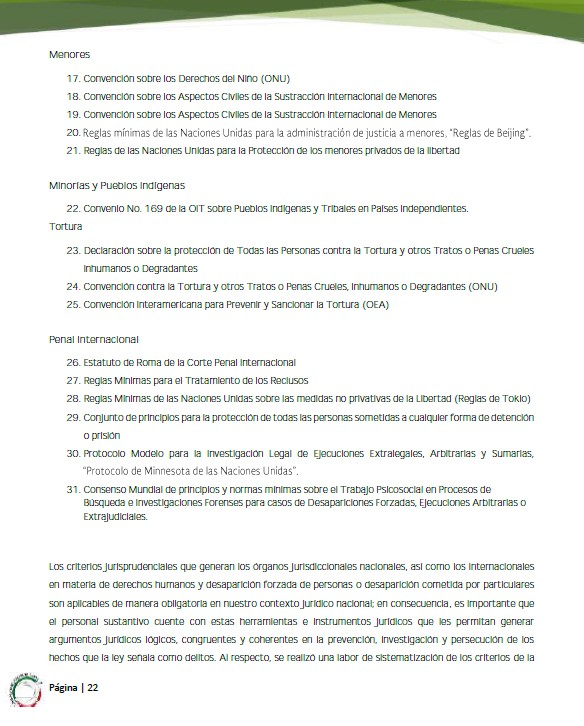 Menores
17. Convención sobre los Derechos del Niño (ONU)
18. Convención sobre los Aspectos Civiles de la Sustracción Internacional de Menores
19. Convención sobre los Aspectos Civiles de la Sustracción Internacional de Menores
20. Reglas mínimas de las Naciones Unidas para la administración de justicia a menores, “Reglas de Beijing”.
21. Reglas de las Naciones Unidas para la Protección de los menores privados de la libertad
Minorías y Pueblos Indígenas
22. Convenio No. 169 de la OIT sobre Pueblos Indígenas y Tribales en Países Independientes.
Tortura
23. Declaración sobre la protección de Todas las Personas contra la Tortura y otros Tratos o Penas Crueles
Inhumanos o Degradantes
24. Convención contra la Tortura y otros Tratos o Penas Crueles, Inhumanos o Degradantes (ONU)
25. Convención Interamericana para Prevenir y Sancionar la Tortura (OEA)
Penal Internacional
26. Estatuto de Roma de la Corte Penal Internacional
27. Reglas Mínimas para el Tratamiento de los Reclusos
28. Reglas Mínimas de las Naciones Unidas sobre las medidas no privativas de la Libertad (Reglas de Tokio)
29. Conjunto de principios para la protección de todas las personas sometidas a cualquier forma de detención
o prisión
30. Protocolo Modelo para la Investigación Legal de Ejecuciones Extralegales, Arbitrarias y Sumarias,
“Protocolo de Minnesota de las Naciones Unidas”.
31. Consenso Mundial de principios y normas mínimas sobre el Trabajo Psicosocial en Procesos de
Búsqueda e Investigaciones Forenses para casos de Desapariciones Forzadas, Ejecuciones Arbitrarias o
Extrajudiciales.
Los criterios jurisprudenciales que generan los órganos jurisdiccionales nacionales, así como los internacionales
en materia de derechos humanos y desaparición forzada de personas o desaparición cometida por particulares
son aplicables de manera obligatoria en nuestro contexto jurídico nacional; en consecuencia, es importante que
el personal sustantivo cuente con estas herramientas e instrumentos jurídicos que les permitan generar
argumentos jurídicos lógicos, congruentes y coherentes en la prevención, investigación y persecución de los
hechos que la ley señala como delitos. Al respecto, se realizó una labor de sistematización de los criterios de la
Página | 22